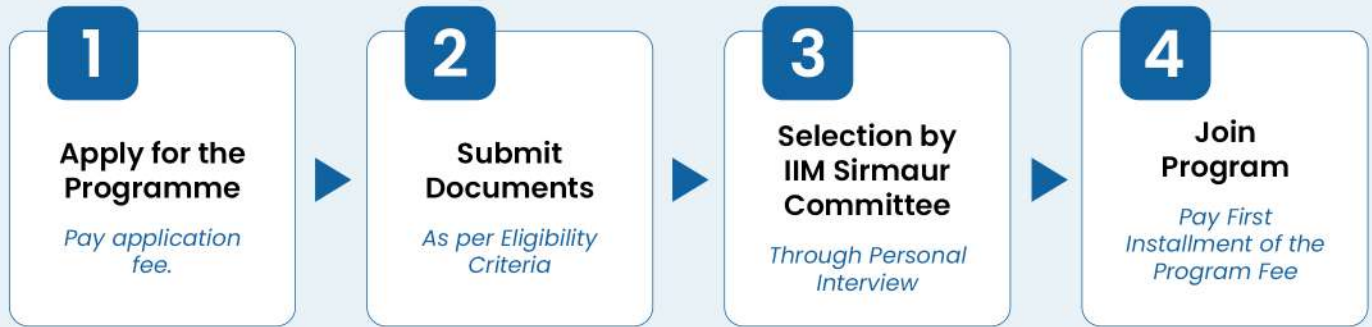 1
Apply for the
Programme
Pay application
fee.
2
Submit
Documents
As per Eligibility
Criteria
3
Selection by
IIM Sirmaur
Committee
Through Personal
Interview
4
Join
Program
Pay First
Installment of the
Program Fee